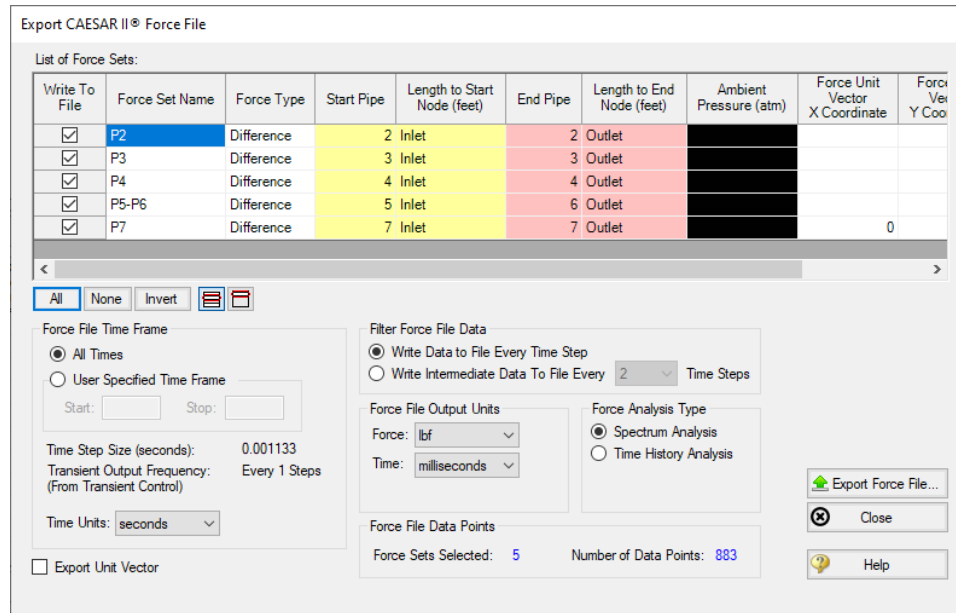 Export CAESAR II® Force File
List of Force Sets:
Write To File
Force Set Name
Force Type
Start Pipe
Length to Start Node (feet)
End Pipe
Length to End Node (feet)
Ambient Pressure (atm)
Force Unit Vector X Coordinate
Force
Y
P2 Difference 2 Inlet 2 Outlet
P3 Difference 3 Inlet 3 Outlet
P4 Difference 4 Inlet 4 Outlet
P5-P6 Difference 5 Inlet 6 Outlet
P7 Difference 7 Inlet 7 Outlet 0
All None Invert
Force File Time Frame
All Times
User Specified Time Frame
Start: Stop:
Time Step Size (seconds): 0.001133
Transient Output Frequency: Every 1 Steps
(From Transient Control)
Time Units: seconds
Export Unit Vector
Filter Force File Data
Write Data to File Every Time Step
Write Intermediate Data To File Every 2 Time Steps
Force File Output Units
Force: lbf
Time: milliseconds
Force Analysis Type
Spectrum Analysis
Time History Analysis
Force File Data Points
Force Sets Selected: 5 Number of Data Points: 883
Export Force File...
Close
Help